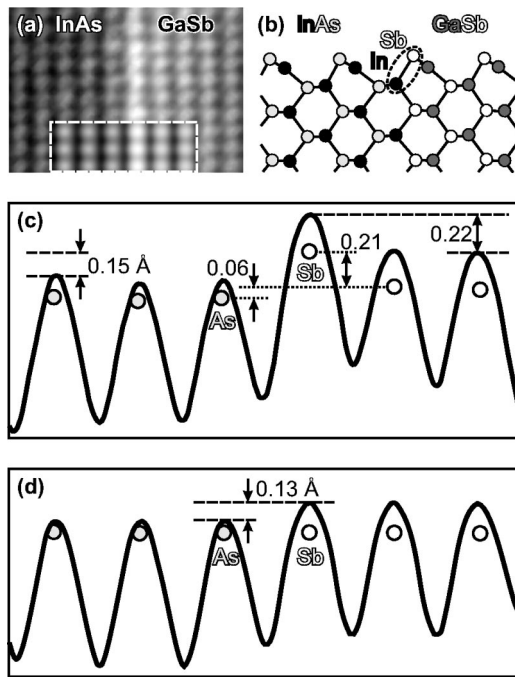 (a) InAs GaSb
(b) InAs GaSb
Sb
In
(c)
0.15 Å
0.06
0.21
0.22
Sb
As
(d)
0.13 Å
As
Sb